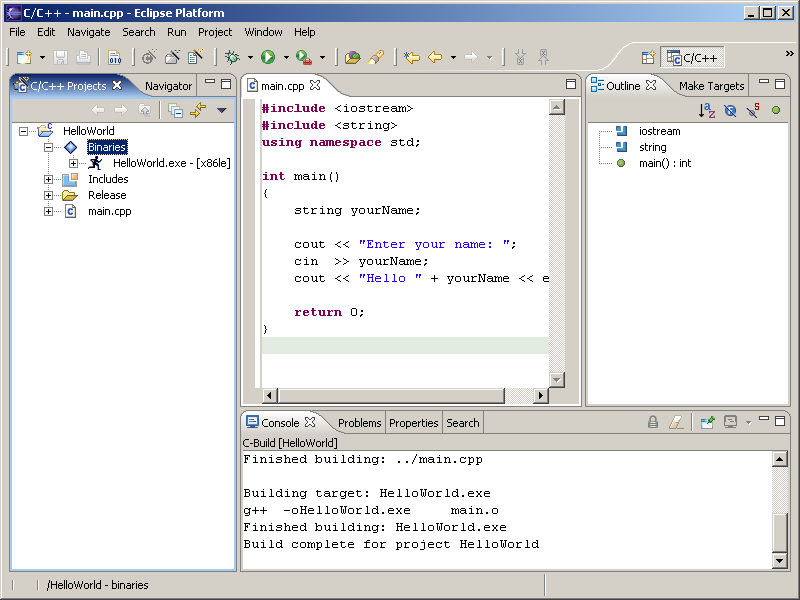 C/C++ - main.cpp - Eclipse Platform
File Edit Navigate Search Run Project Window Help
010
C/C++
C/C++ Projects
Navigator
HelloWorld
Binaries
HelloWorld.exe - [x86le]
Includes
Release
main.cpp
main.cpp
#include <iostream>
#include <string>
using namespace std;
int main()
{
string yourName;
cout << "Enter your name: ";
cin >> yourName;
cout << "Hello " + yourName << e
return 0;
}
Outline
Make Targets
iostream
string
main() : int
Console
Problems
Properties
Search
C-Build [HelloWorld]
Finished building: ../main.cpp
Building target: HelloWorld.exe
g++ -oHelloWorld.exe main.o
Finished building: HelloWorld.exe
Build complete for project HelloWorld
/HelloWorld - binaries